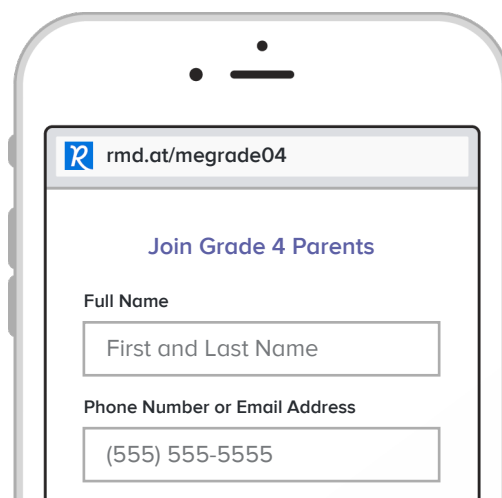 rmd.at/megrade04
Join Grade 4 Parents
Full Name
First and Last Name
Phone Number or Email Address
(555) 555-5555